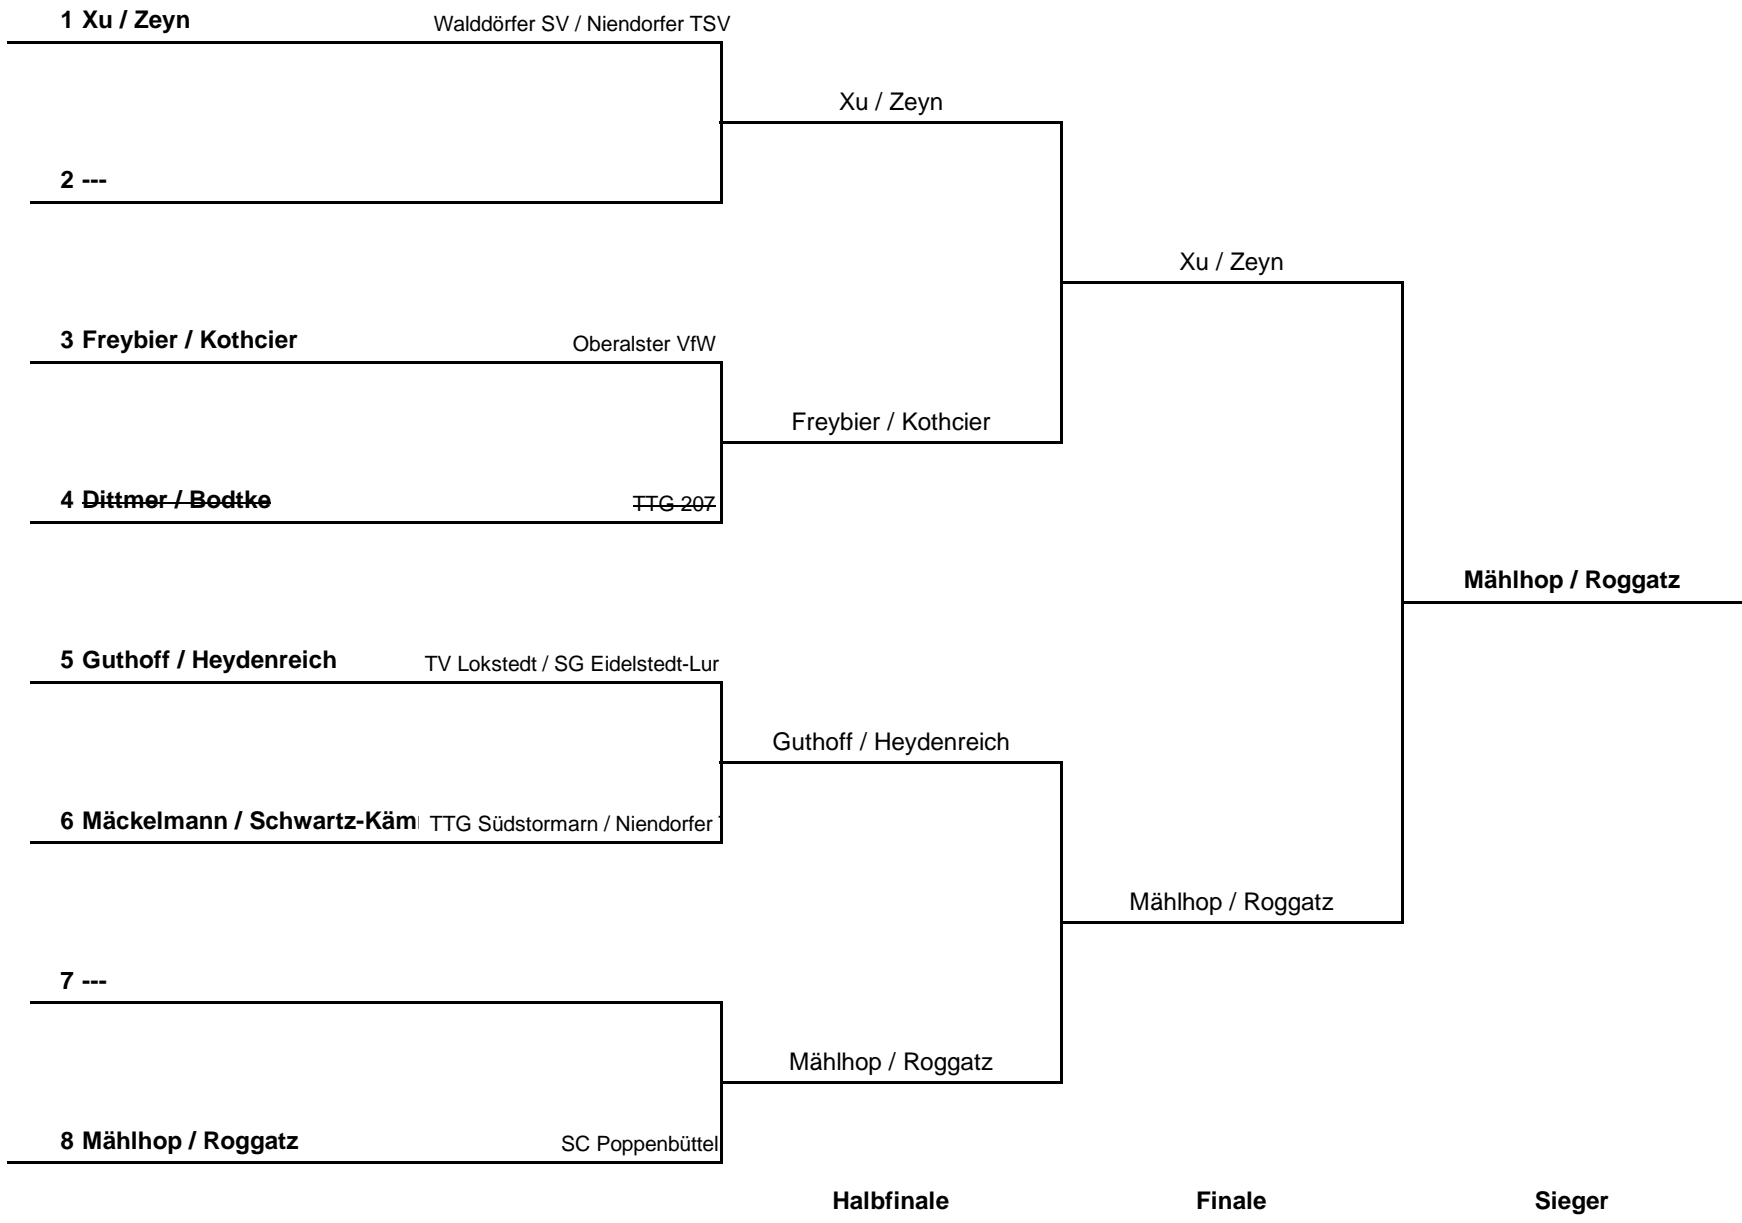 1 Xu / Zeyn Walddörfer SV / Niendorfer TSV
Xu / Zeyn
2 ---
Xu / Zeyn
3 Freybier / Kothcier Oberalster VfW
Freybier / Kothcier
4 Dittmer / Bodtke TTG 207
Mählhop / Roggatz
5 Guthoff / Heydenreich TV Lokstedt / SG Eidelstedt-Lur
Guthoff / Heydenreich
6 Mäckelmann / Schwartz-Käm TTG Südstormarn / Niendorfer
Mählhop / Roggatz
7 ---
Mählhop / Roggatz
8 Mählhop / Roggatz SC Poppenbüttel
Halbfinale Finale Sieger